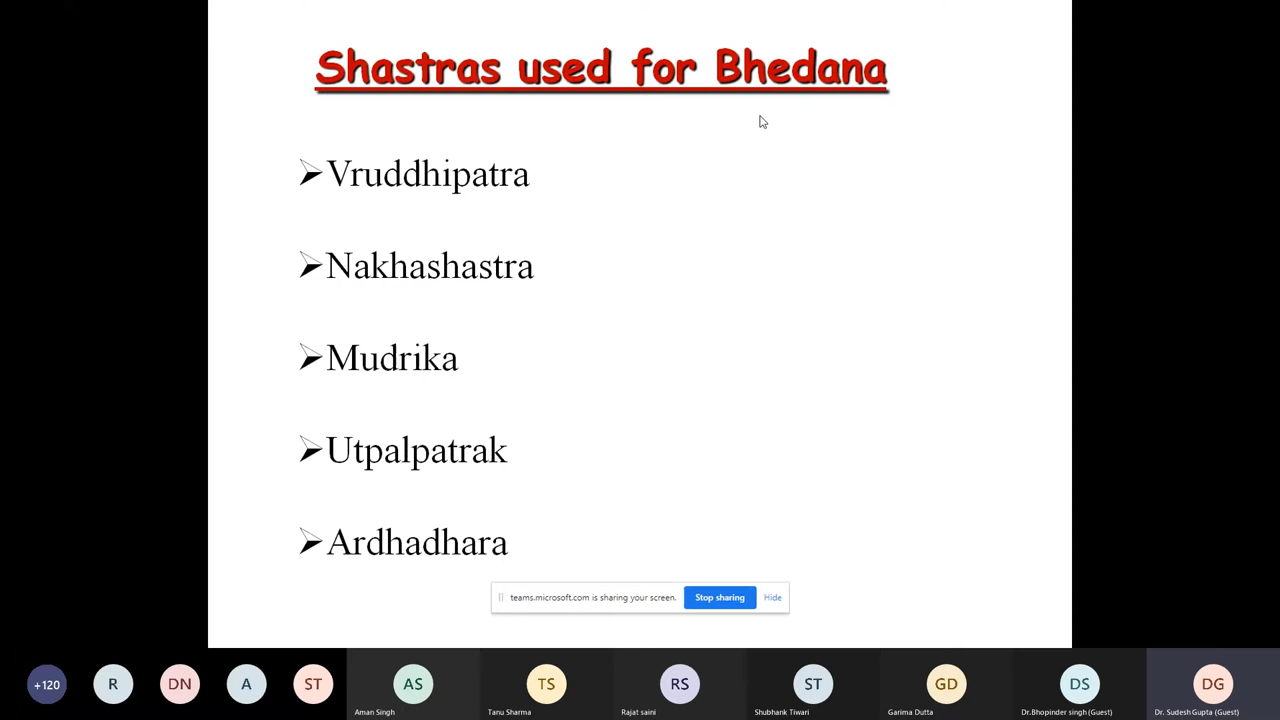 Shastras used for Bhedana
Vruddhipatra
Nakhashastra
Mudrika
Utpalpatrak
Ardhadhara
teams.microsoft.com is sharing your screen. Stop sharing Hide
+120 R DN A ST AS TS RS ST GD DS DG
Aman Singh Tanu Sharma Rajat saini Shubhank Tiwari Garima Dutta Dr.Bhopinder singh (Guest) Dr. Sudesh Gupta (Guest)